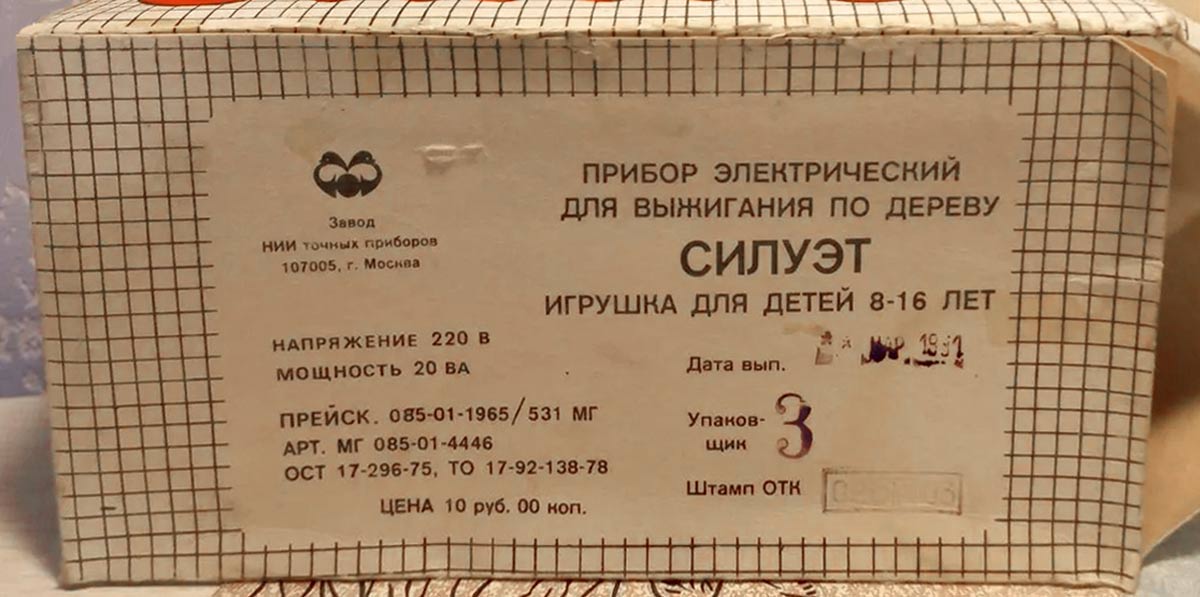 Завод
НИИ точных приборов
107005, г. Москва
ПРИБОР ЭЛЕКТРИЧЕСКИЙ
ДЛЯ ВЫЖИГАНИЯ ПО ДЕРЕВУ
СИЛУЭТ
ИГРУШКА ДЛЯ ДЕТЕЙ 8-16 ЛЕТ
НАПРЯЖЕНИЕ 220 В
МОЩНОСТЬ 20 ВА
ПРЕЙСК. 085-01-1965/531 МГ
АРТ. МГ 085-01-4446
ОСТ 17-296-75, ТО 17-92-138-78
ЦЕНА 10 руб. 00 коп.
Дата вып.
Упаков-
щик 3
Штамп ОТК